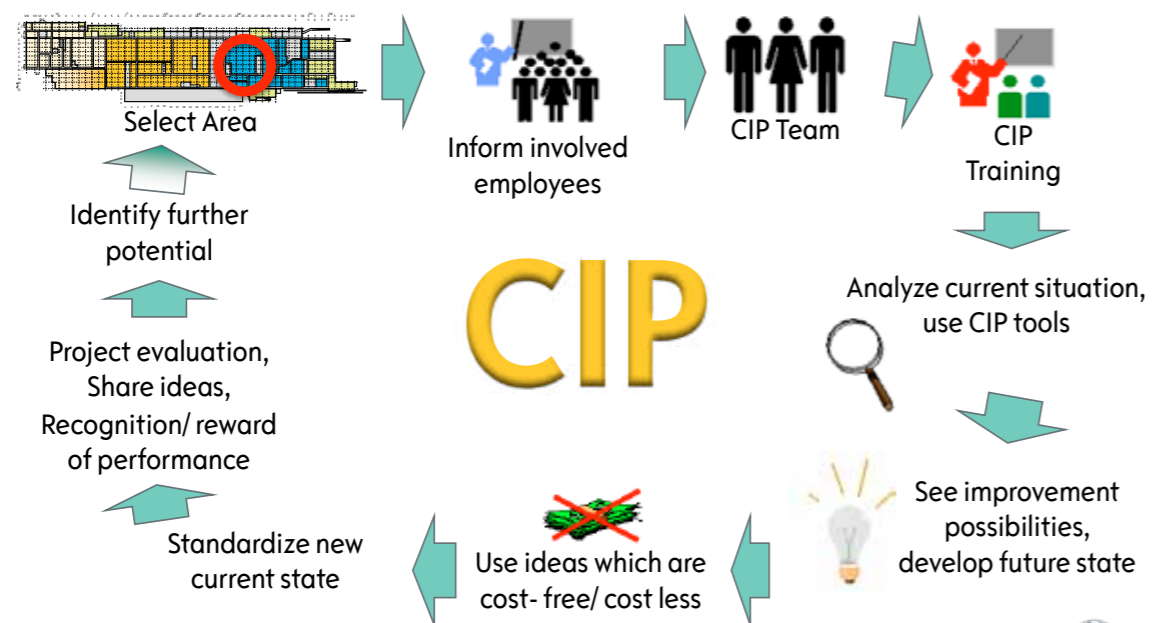 Select Area
Inform involved
employees
CIP Team
CIP
Training
Analyze current situation,
use CIP tools
See improvement
possibilities,
develop future state
Use ideas which are
cost- free/ cost less
Standardize new
current state
Project evaluation,
Share ideas,
Recognition/ reward
of performance
Identify further
potential
CIP